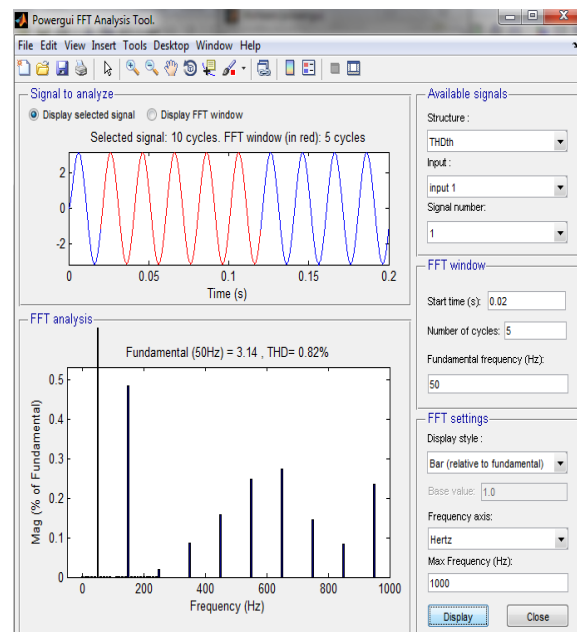 Powergui FFT Analysis Tool.
File Edit View Insert Tools Desktop Window Help
Signal to analyze
Display selected signal Display FFT window
Selected signal: 10 cycles. FFT window (in red): 5 cycles
2
0
-2
0 0.05 0.1 0.15 0.2
Time (s)
FFT analysis
Fundamental (50Hz) = 3.14 , THD= 0.82%
Mag (% of Fundamental)
0.5
0.4
0.3
0.2
0.1
0
0 200 400 600 800 1000
Frequency (Hz)
Available signals
Structure :
THDth
Input :
input 1
Signal number:
1
FFT window
Start time (s): 0.02
Number of cycles: 5
Fundamental frequency (Hz):
50
FFT settings
Display style :
Bar (relative to fundamental)
Base value: 1.0
Frequency axis:
Hertz
Max Frequency (Hz):
1000
Display Close